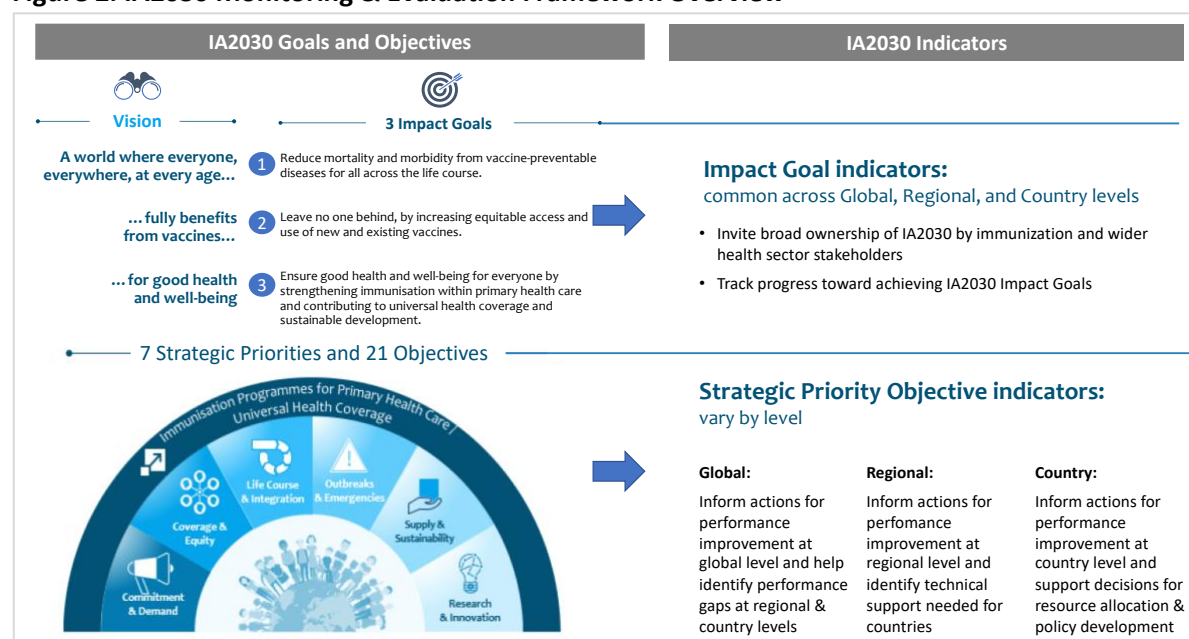 Figure 2: IA2030 Monitoring & Evaluation Framework Overview
IA2030 Goals and Objectives
IA2030 Indicators
Vision
3 Impact Goals
A world where everyone,
everywhere, at every age...
1
Reduce mortality and morbidity from vaccine-preventable
diseases for all across the life course.
...fully benefits
from vaccines...
2
Leave no one behind, by increasing equitable access and
use of new and existing vaccines.
...for good health
and well-being
3
Ensure good health and well-being for everyone by
strengthening immunisation within primary health care
and contributing to universal health coverage and
sustainable development.
Impact Goal indicators:
common across Global, Regional, and Country levels
• Invite broad ownership of IA2030 by immunization and wider
health sector stakeholders
• Track progress toward achieving IA2030 Impact Goals
7 Strategic Priorities and 21 Objectives
Immunisation Programmes for Primary Health Care /
Universal Health Coverage
Commitment
& Demand
Coverage &
Equity
Life Course
& Integration
Outbreaks
& Emergencies
Supply &
Sustainability
Research
& Innovation
Strategic Priority Objective indicators:
vary by level
Global:
Inform actions for
performance
improvement at
global level and help
identify performance
gaps at regional &
country levels
Regional:
Inform actions for
perfomance
improvement at
regional level and
identify technical
support needed for
countries
Country:
Inform actions for
performance
improvement at
country level and
support decisions for
resource allocation &
policy development